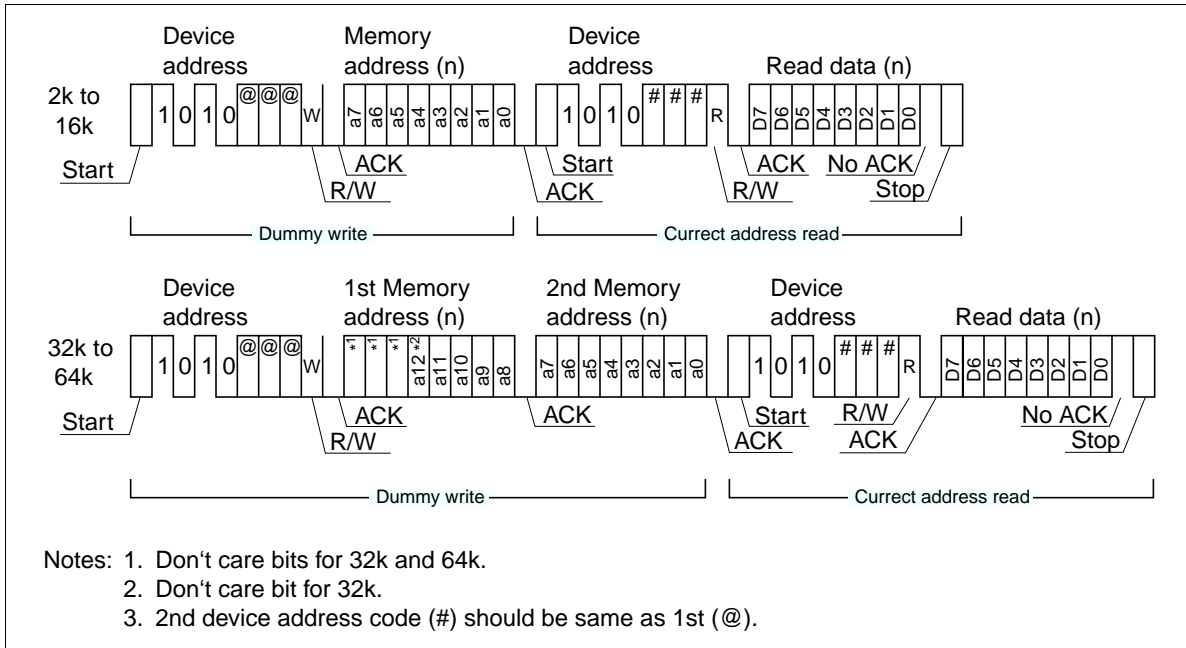 Device address Memory address (n) Device address Read data (n)
2k to 16k
1 0 1 0 @ @ @ W a7 a6 a5 a4 a3 a2 a1 a0 1 0 1 0 # # # R D7 D6 D5 D4 D3 D2 D1 D0
Start ACK R/W Start ACK ACK R/W No ACK Stop
Dummy write Currect address read
Device address 1st Memory address (n) 2nd Memory address (n) Device address Read data (n)
32k to 64k
1 0 1 0 @ @ @ W *1 *1 *1 a12*2 a11 a10 a9 a8 a7 a6 a5 a4 a3 a2 a1 a0 1 0 1 0 # # # R D7 D6 D5 D4 D3 D2 D1 D0
Start ACK R/W ACK Start ACK R/W ACK No ACK Stop
Dummy write Currect address read
Notes: 1. Don‘t care bits for 32k and 64k.
2. Don‘t care bit for 32k.
3. 2nd device address code (#) should be same as 1st (@).